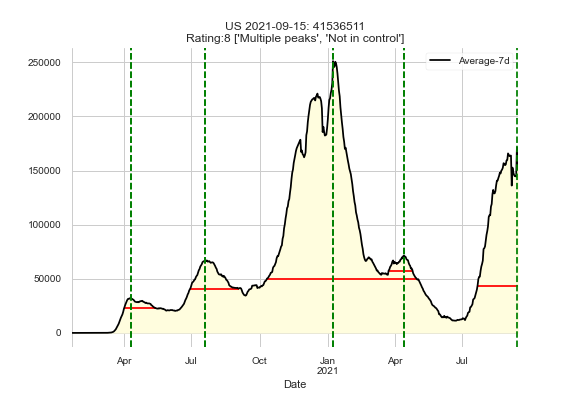 US 2021-09-15: 41536511
Rating:8 ['Multiple peaks', 'Not in control']
Average-7d
250000
200000
150000
100000
50000
0
Apr Jul Oct Jan Apr Jul
2021
Date